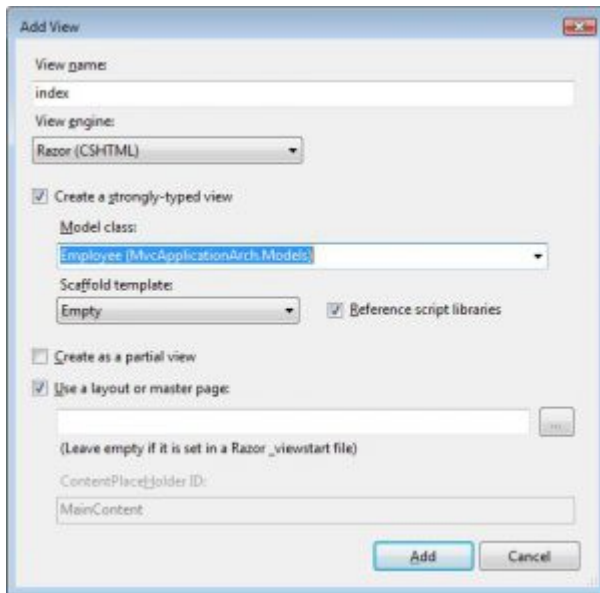 Add View
View name:
index
View engine:
Razor (CSHTML)
Create a strongly-typed view
Model class:
Employee (MvcApplicationArch.Models)
Scaffold template:
Empty
Reference script libraries
Create as a partial view
Use a layout or master page:
...
(Leave empty if it is set in a Razor _viewstart file)
ContentPlaceHolder ID:
MainContent
Add
Cancel